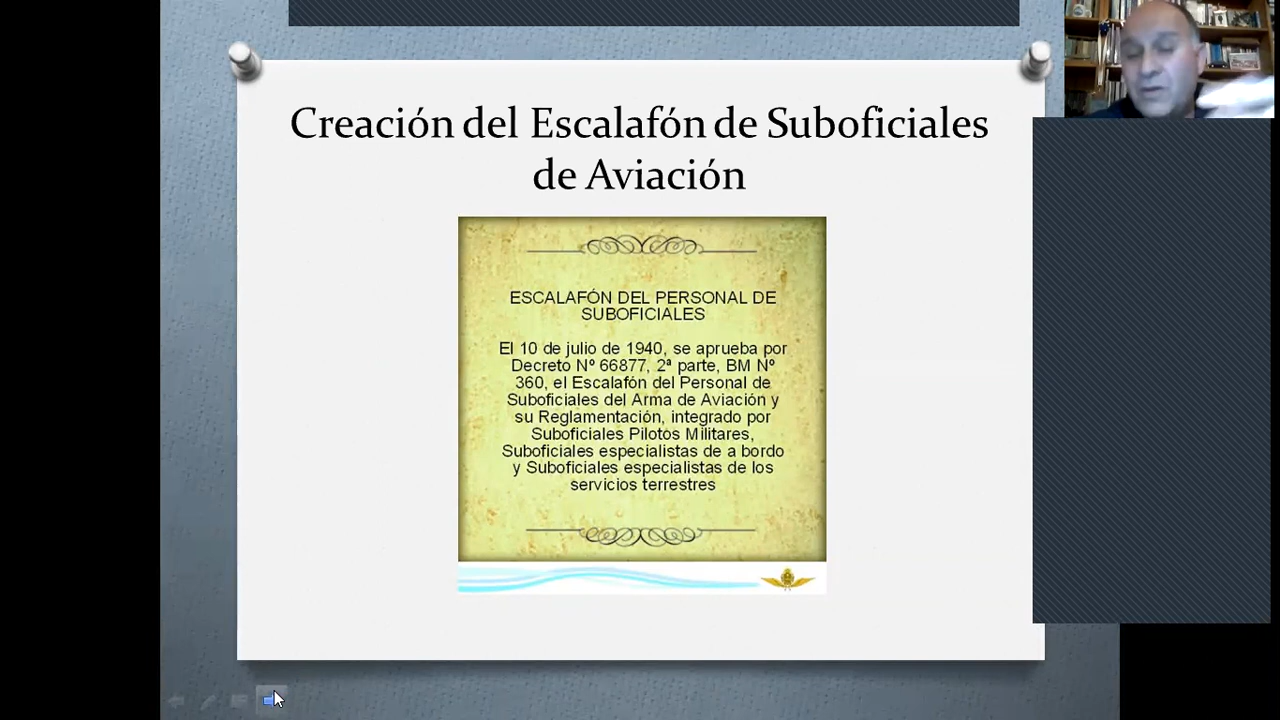 Creación del Escalafón de Suboficiales
de Aviación
ESCALAFÓN DEL PERSONAL DE
SUBOFICIALES
El 10 de julio de 1940, se aprueba por
Decreto Nº 66877, 2ª parte, BM Nº
360, el Escalafón del Personal de
Suboficiales del Arma de Aviación y
su Reglamentación, integrado por
Suboficiales Pilotos Militares,
Suboficiales especialistas de a bordo
y Suboficiales especialistas de los
servicios terrestres